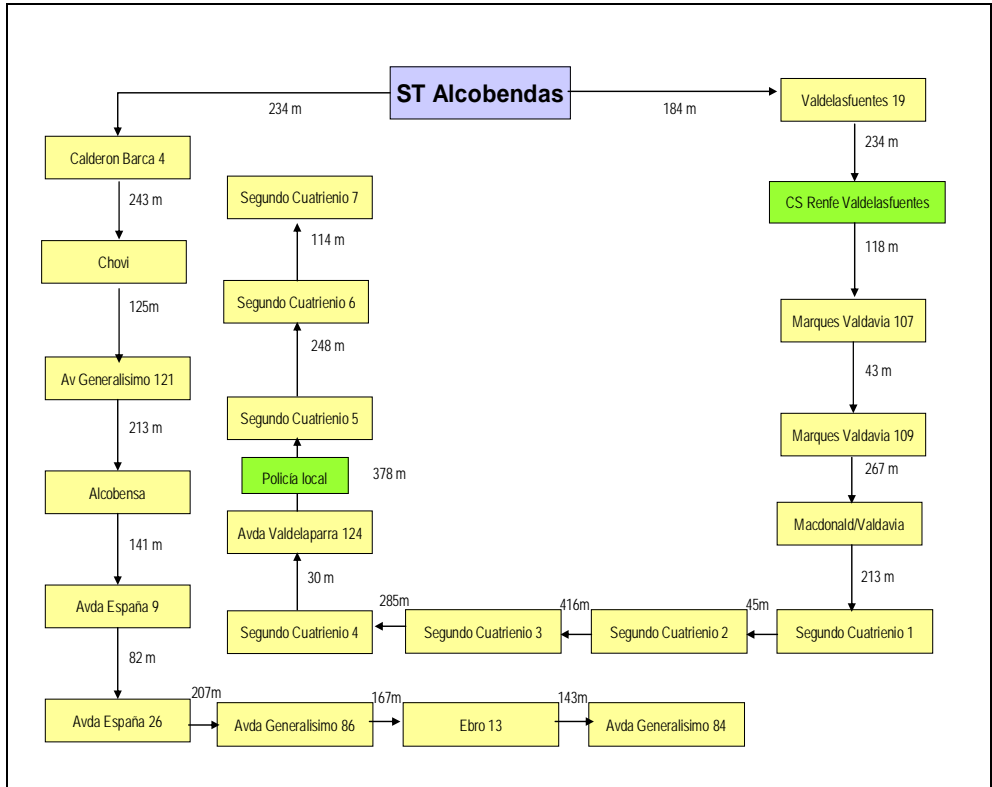 ST Alcobendas
234 m
184 m
Valdelasfuentes 19
Calderon Barca 4
234 m
243 m
Segundo Cuatrienio 7
CS Renfe Valdelasfuentes
114 m
118 m
Chovi
125m
Segundo Cuatrienio 6
Marques Valdavia 107
248 m
43 m
Av Generalisimo 121
213 m
Segundo Cuatrienio 5
Marques Valdavia 109
Policía local
378 m
267 m
Alcobensa
Avda Valdelaparra 124
Macdonald/Valdavia
141 m
30 m
213 m
Avda España 9
285m
416m
45m
Segundo Cuatrienio 4
Segundo Cuatrienio 3
Segundo Cuatrienio 2
Segundo Cuatrienio 1
82 m
207m
167m
143m
Avda España 26
Avda Generalisimo 86
Ebro 13
Avda Generalisimo 84